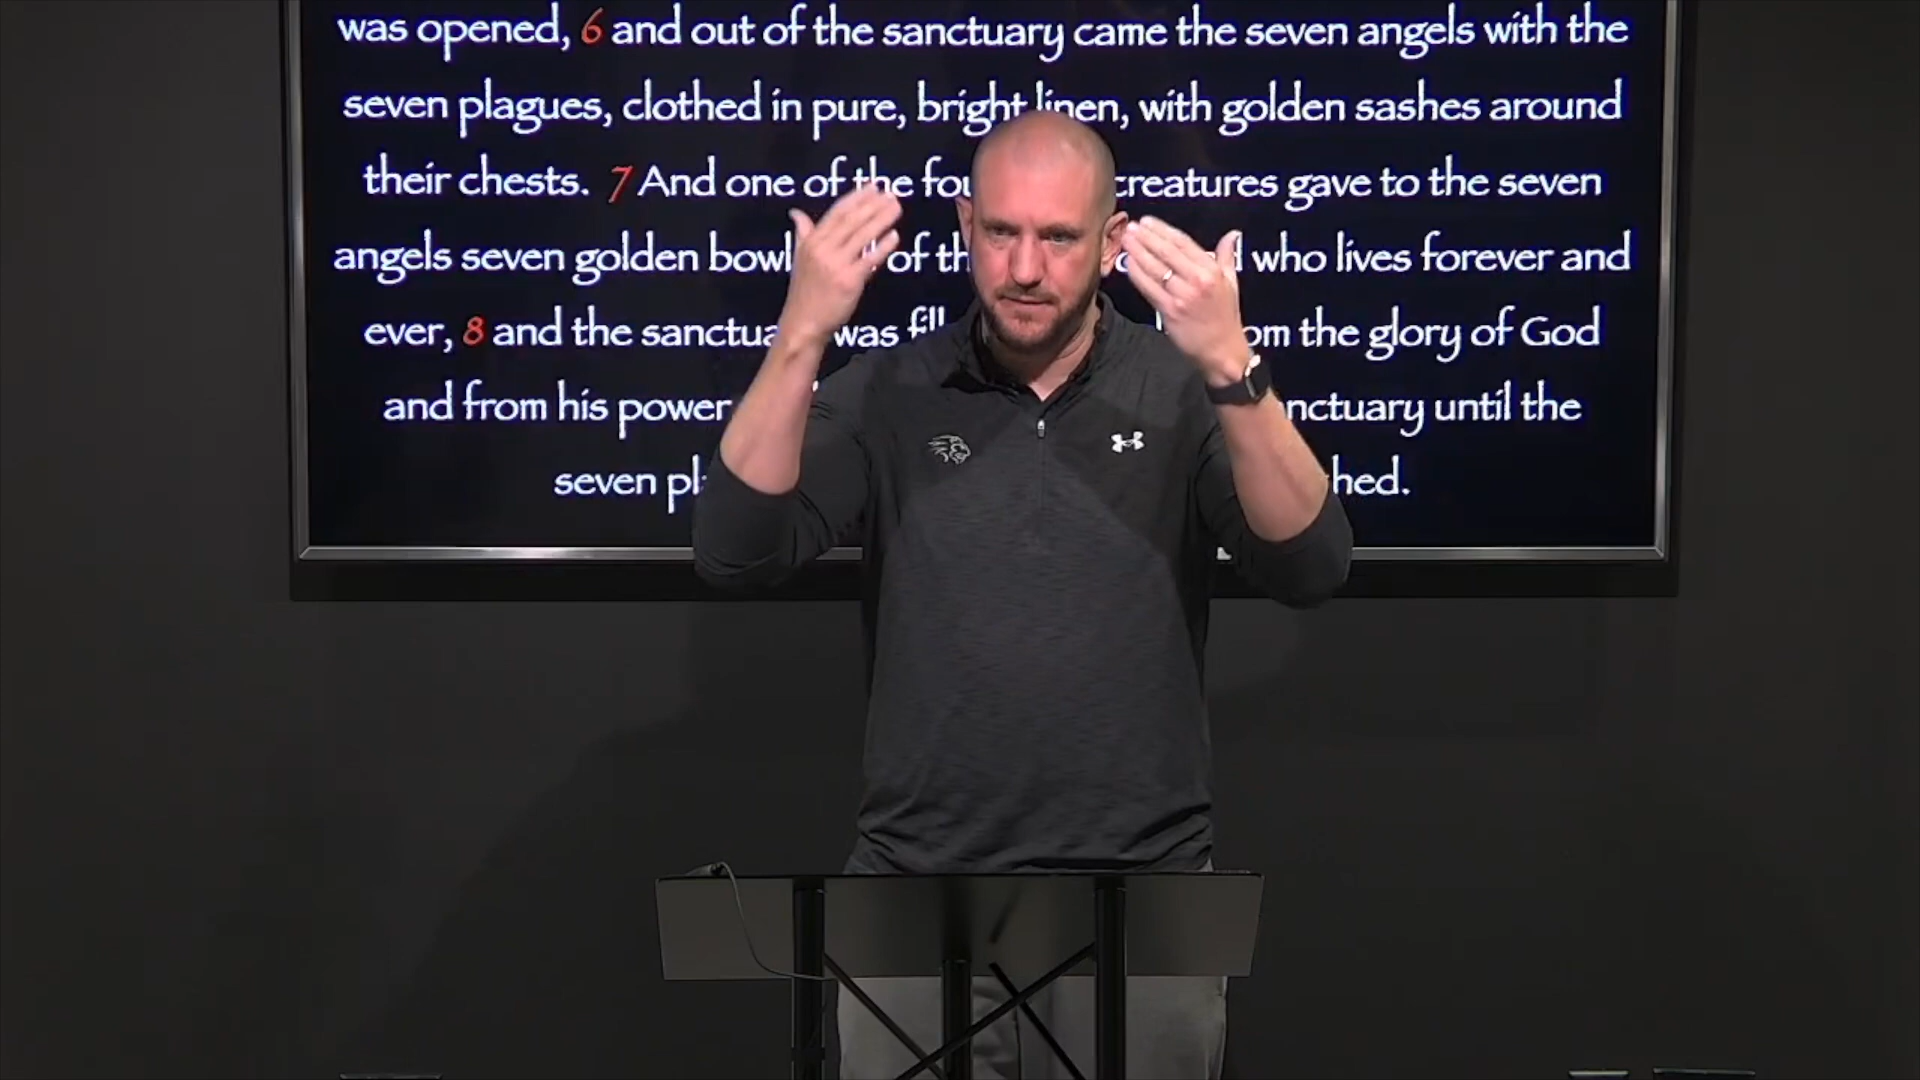 was opened, 6 and out of the sanctuary came the seven angels with the
seven plagues, clothed in pure, bright linen, with golden sashes around
their chests. 7 And one of the creatures gave to the seven
angels seven golden of who lives forever and
ever, 8 and the was the glory of God
and from his power until the
seven